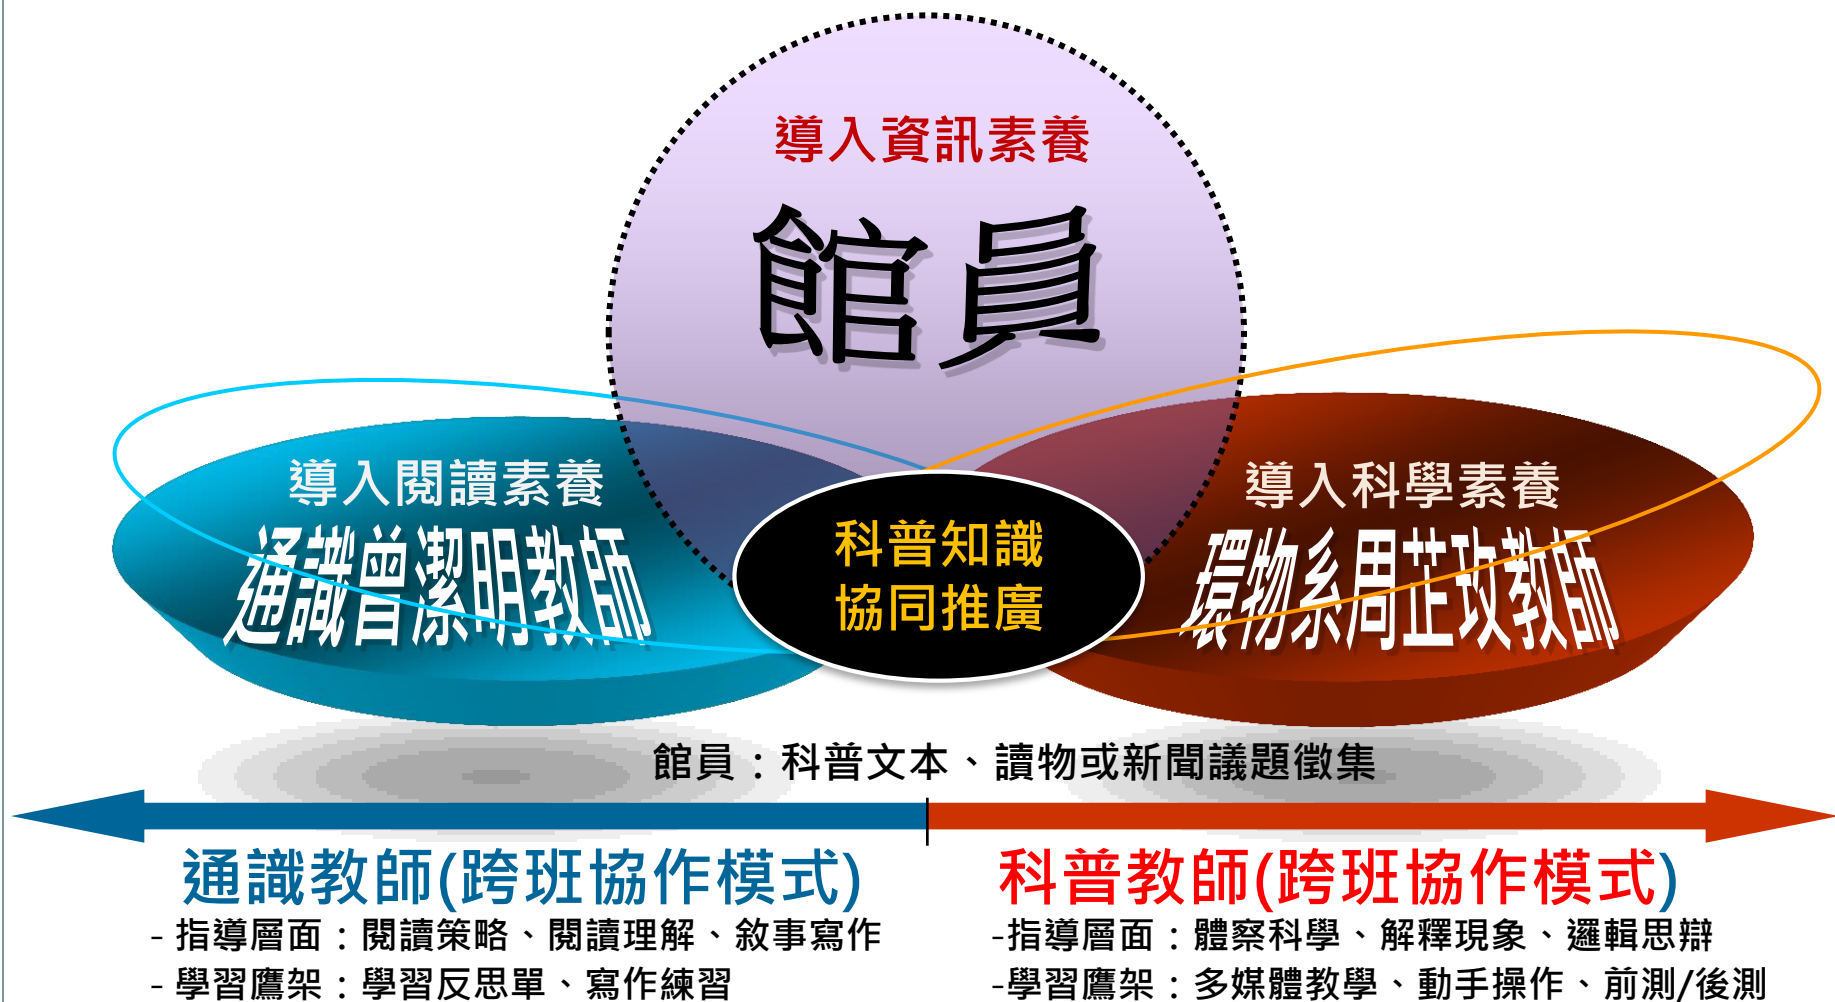 導入資訊素養
館員
導入閱讀素養
通識曾潔明教師
科普知識
協同推廣
導入科學素養
環物系周芷玫教師
館員：科普文本、讀物或新聞議題徵集
通識教師(跨班協作模式)
- 指導層面：閱讀策略、閱讀理解、敘事寫作
- 學習鷹架：學習反思單、寫作練習
科普教師(跨班協作模式)
-指導層面：體察科學、解釋現象、邏輯思辯
-學習鷹架：多媒體教學、動手操作、前測/後測